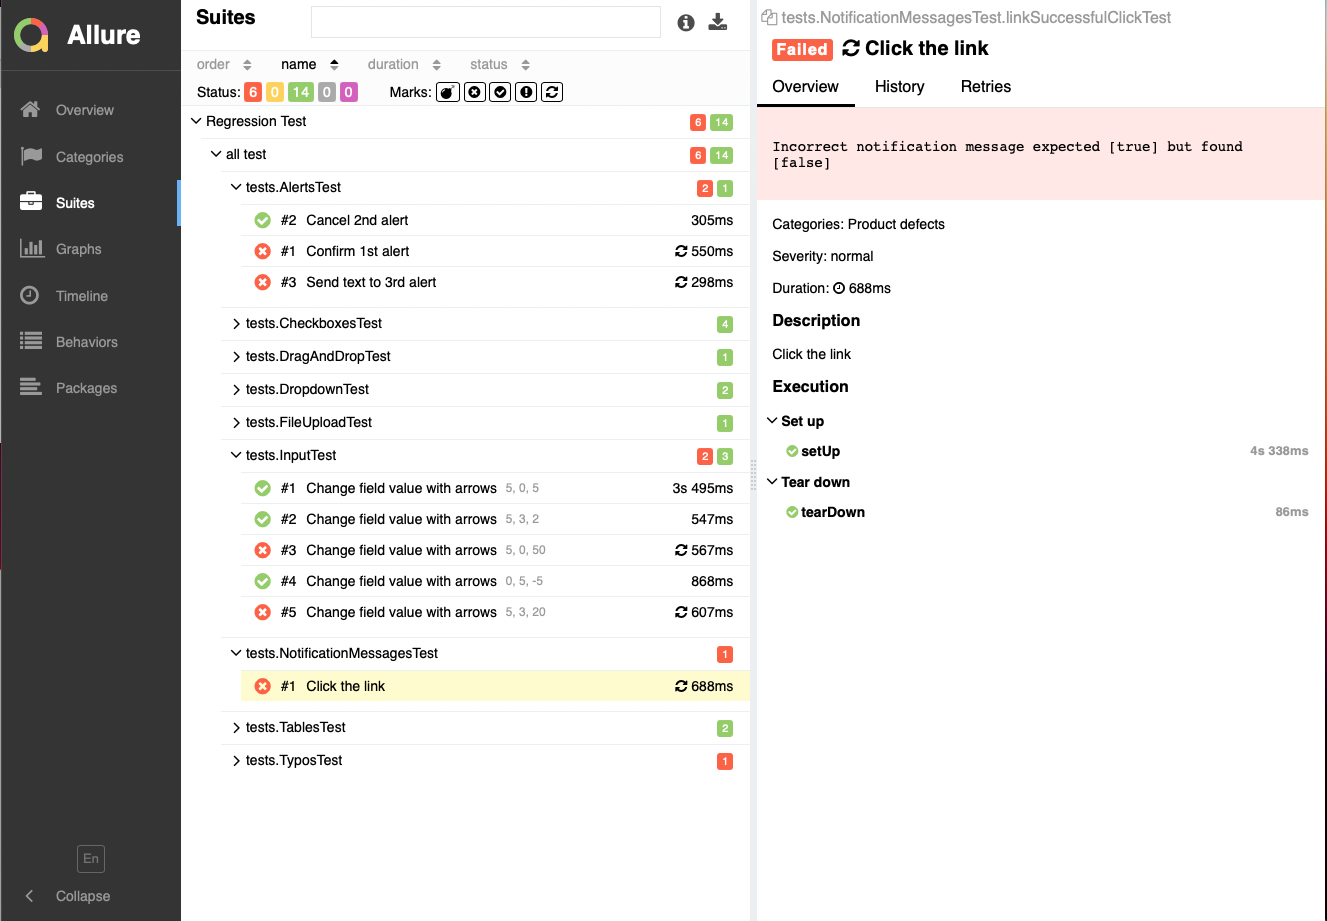 Allure
Overview
Categories
Suites
Graphs
Timeline
Behaviors
Packages
En
Collapse
Suites
order name duration status
Status: 6 0 14 0 0 Marks:
Regression Test 6 14
all test 6 14
tests.AlertsTest 2 1
#2 Cancel 2nd alert 305ms
#1 Confirm 1st alert 550ms
#3 Send text to 3rd alert 298ms
tests.CheckboxesTest 4
tests.DragAndDropTest 1
tests.DropdownTest 2
tests.FileUploadTest 1
tests.InputTest 2 3
#1 Change field value with arrows 5, 0, 5 3s 495ms
#2 Change field value with arrows 5, 3, 2 547ms
#3 Change field value with arrows 5, 0, 50 567ms
#4 Change field value with arrows 0, 5, -5 868ms
#5 Change field value with arrows 5, 3, 20 607ms
tests.NotificationMessagesTest 1
#1 Click the link 688ms
tests.TablesTest 2
tests.TyposTest 1
tests.NotificationMessagesTest.linkSuccessfulClickTest
Failed Click the link
Overview History Retries
Incorrect notification message expected [true] but found
[false]
Categories: Product defects
Severity: normal
Duration: 688ms
Description
Click the link
Execution
Set up
setUp 4s 338ms
Tear down
tearDown 86ms